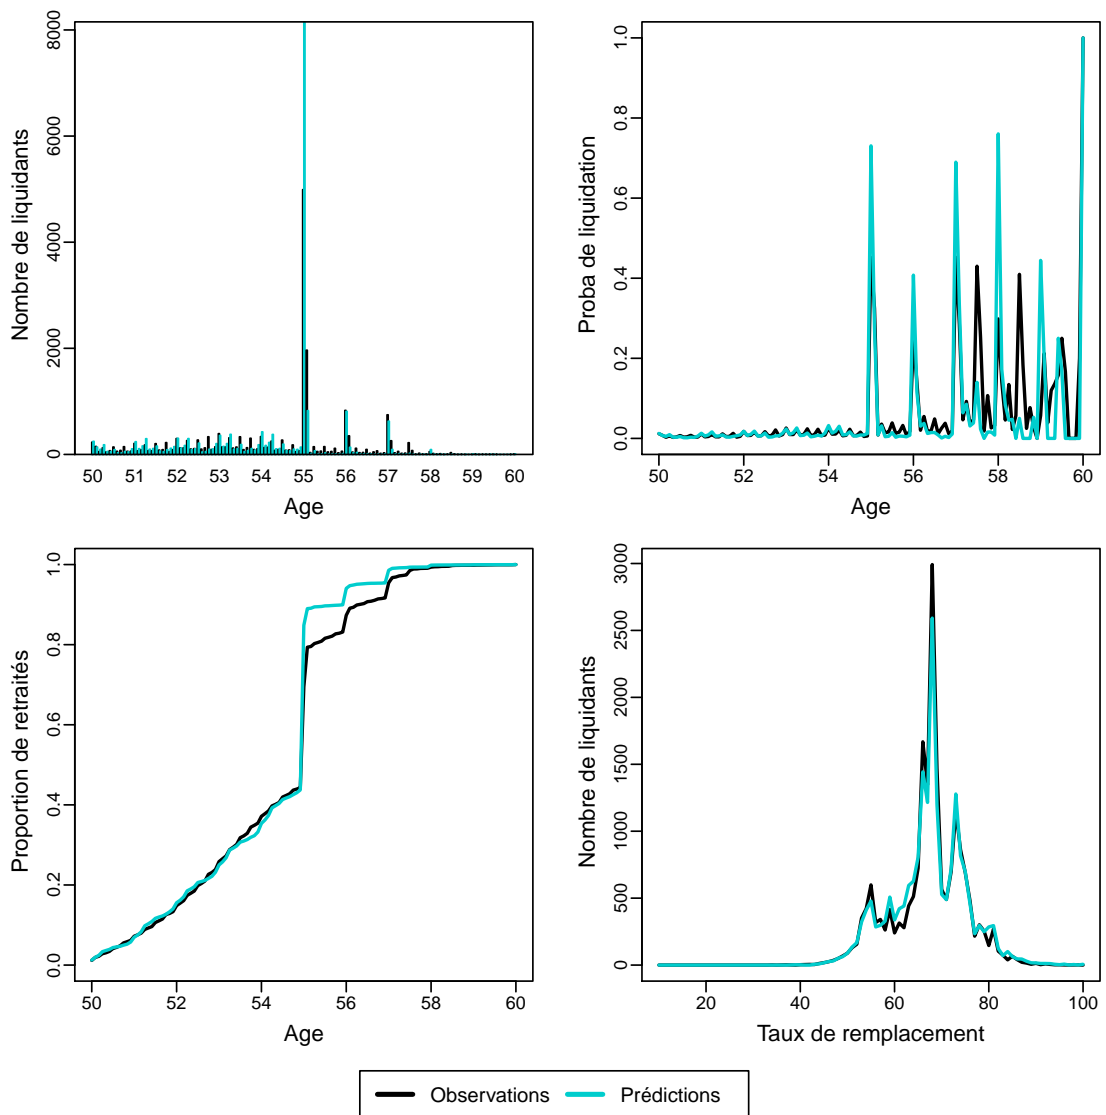 8000
6000
4000
2000
0
Nombre de liquidants
50 51 52 53 54 55 56 57 58 59 60
Age
1.0
0.8
0.6
0.4
0.2
0.0
Proba de liquidation
50 52 54 56 58 60
Age
1.0
0.8
0.6
0.4
0.2
0.0
Proportion de retraités
50 52 54 56 58 60
Age
3000
2500
2000
1500
1000
500
0
Nombre de liquidants
20 40 60 80 100
Taux de remplacement
Observations Prédictions